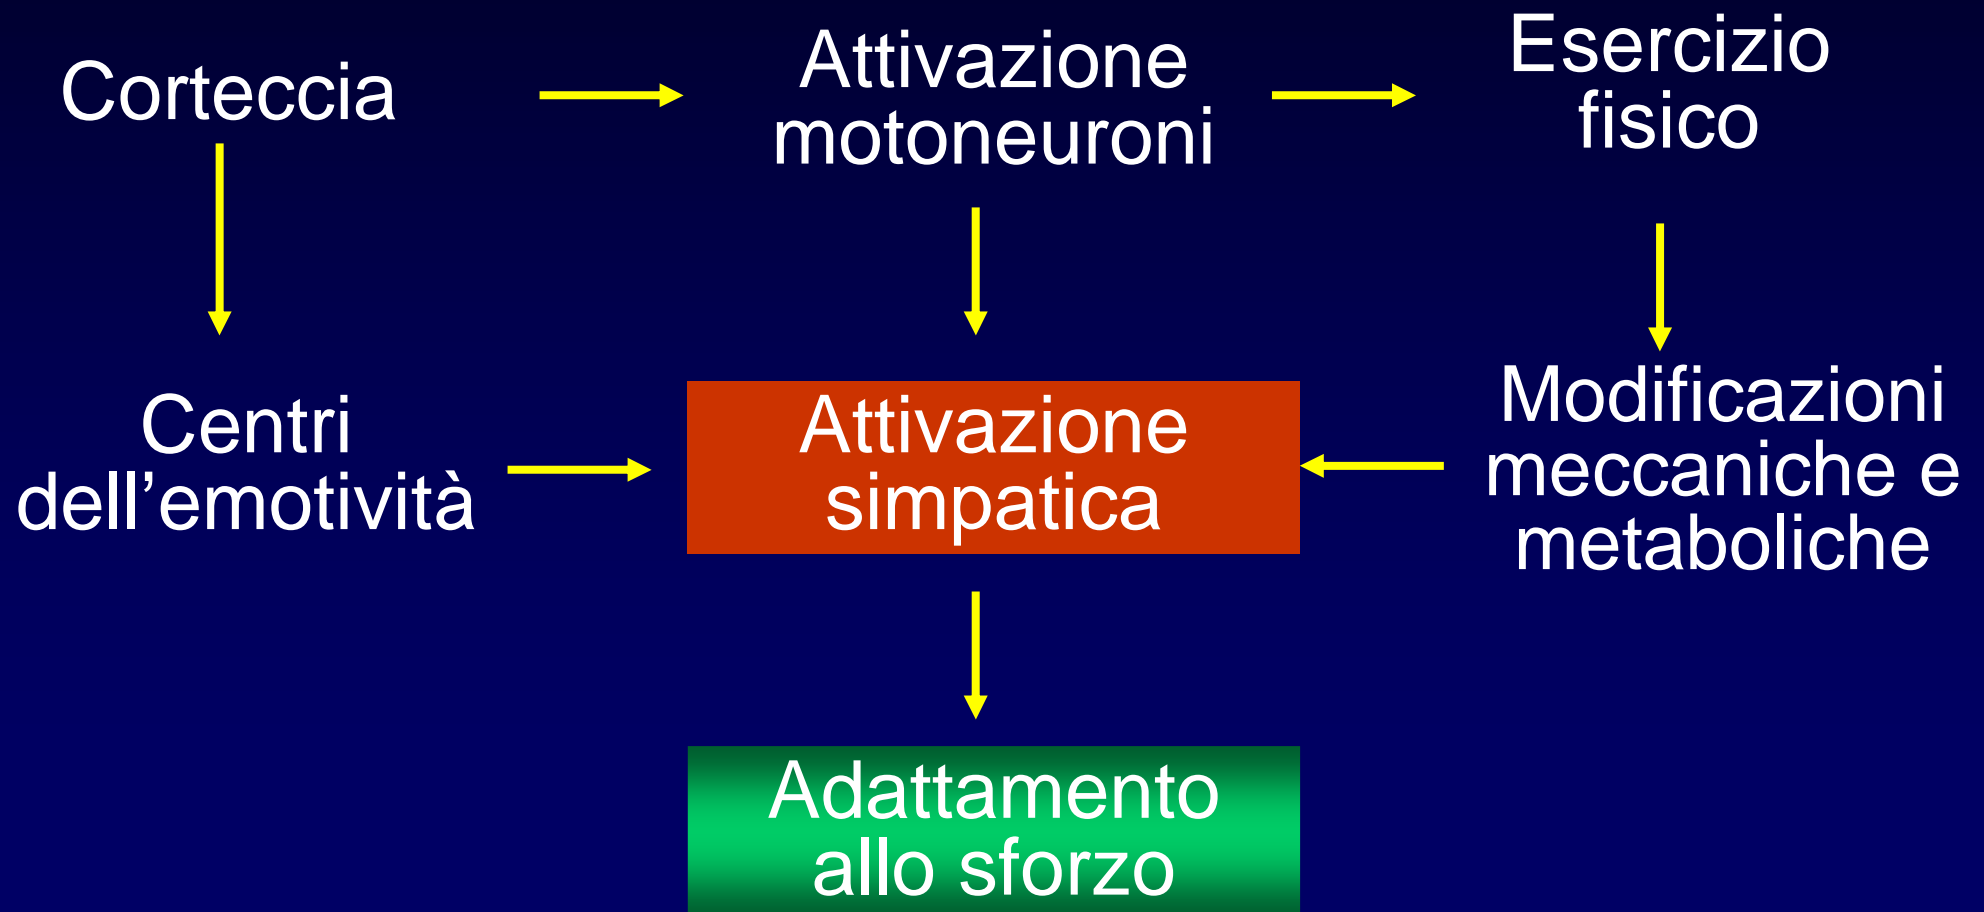 Corteccia
Attivazione
motoneuroni
Esercizio
fisico
Centri
dell’emotività
Attivazione
simpatica
Modificazioni
meccaniche e
metaboliche
Adattamento
allo sforzo